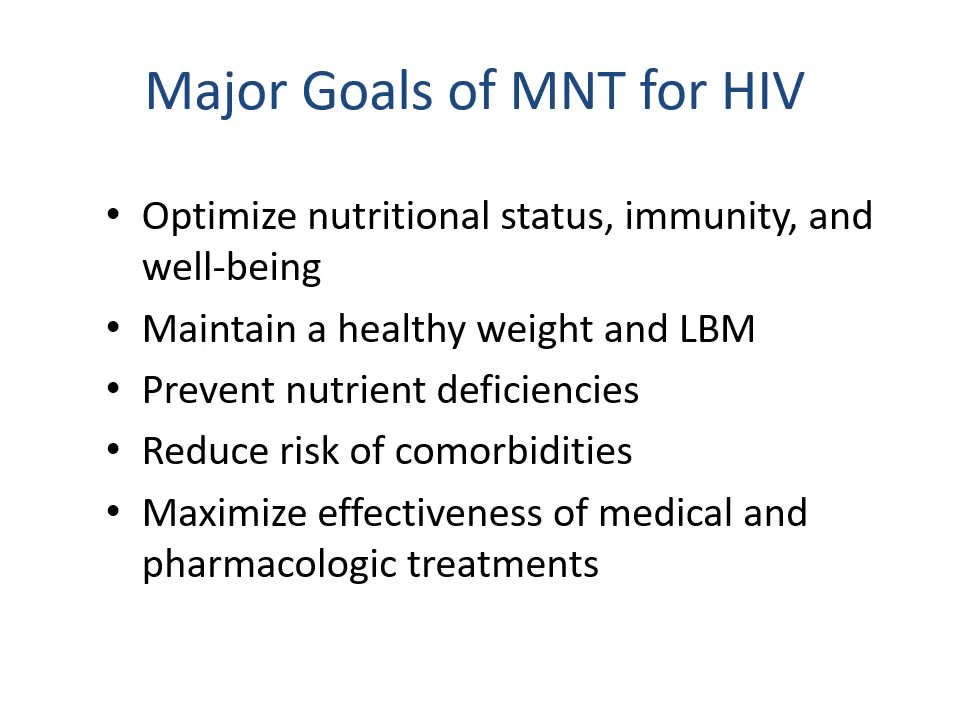 Major Goals of MNT for HIV
• Optimize nutritional status, immunity, and
well-being
• Maintain a healthy weight and LBM
• Prevent nutrient deficiencies
• Reduce risk of comorbidities
• Maximize effectiveness of medical and
pharmacologic treatments